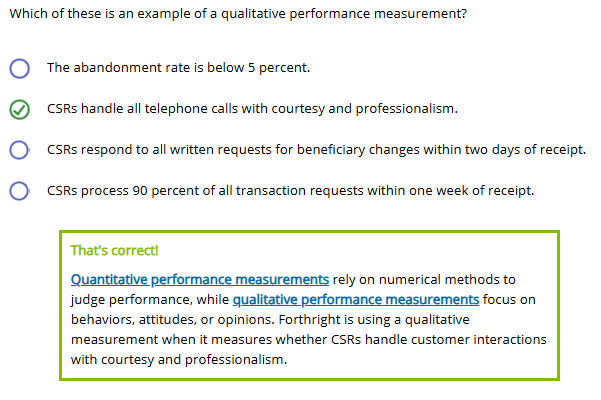 Which of these is an example of a qualitative performance measurement?
The abandonment rate is below 5 percent.
CSRs handle all telephone calls with courtesy and professionalism.
CSRs respond to all written requests for beneficiary changes within two days of receipt.
CSRs process 90 percent of all transaction requests within one week of receipt.
That's correct!
Quantitative performance measurements rely on numerical methods to
judge performance, while qualitative performance measurements focus on
behaviors, attitudes, or opinions. Forthright is using a qualitative
measurement when it measures whether CSRs handle customer interactions
with courtesy and professionalism.